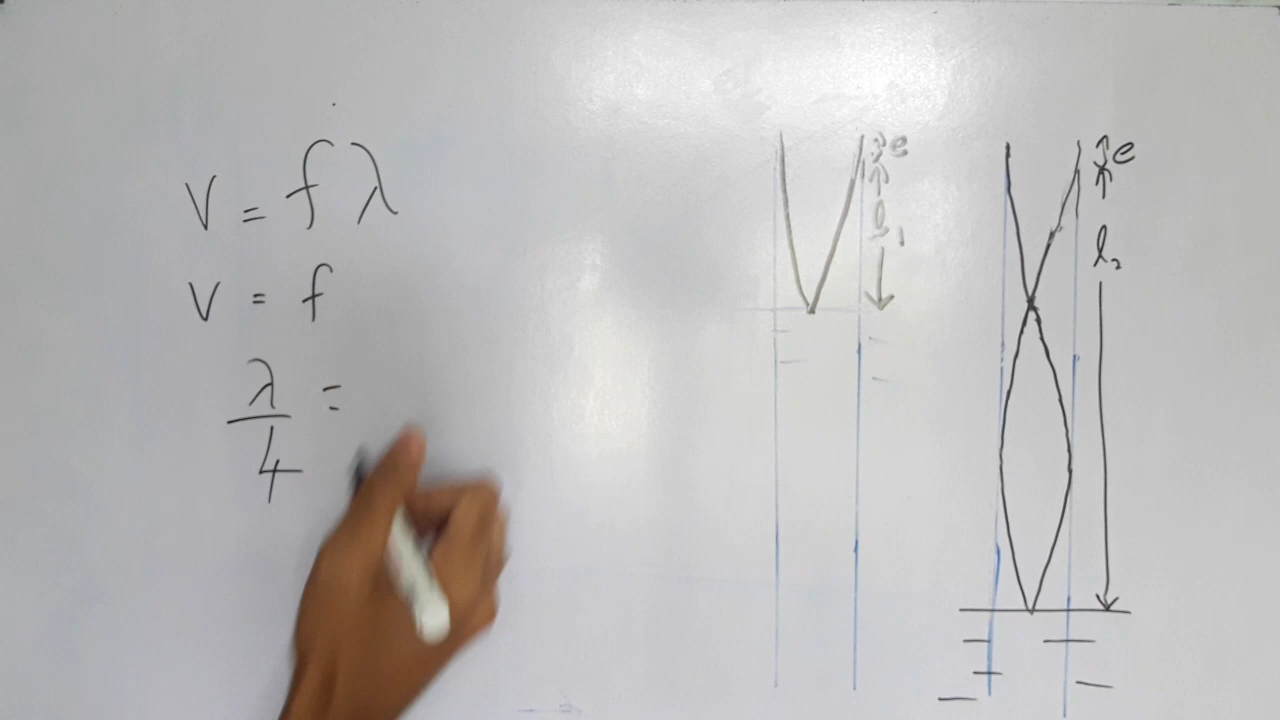 v = f λ
v = f
λ/4 =
e
l₁
e
l₂